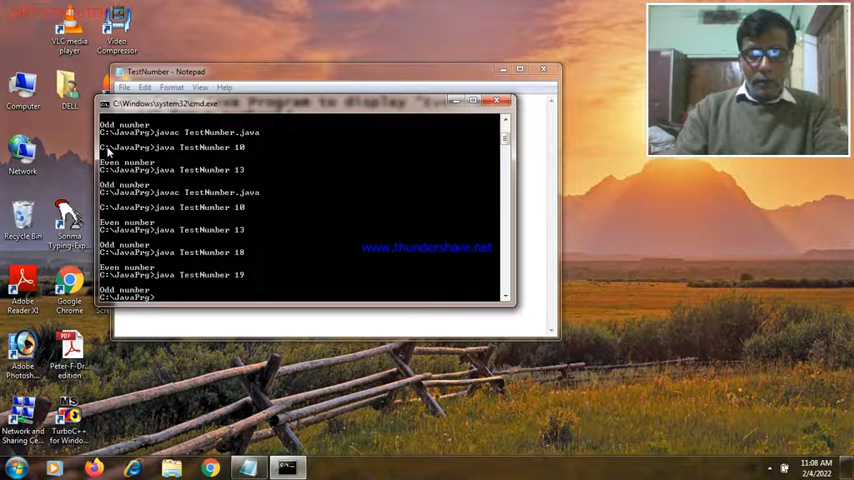 VLC media
player
Video
Compressor
Computer
DELL
Network
Recycle Bin
Sonma
Typing-Exp...
Adobe
Reader XI
Google
Chrome
Adobe
Photosh...
Peter-F-Dr...
edition
Network and
Sharing Ce...
TurboC++
for Windo...
TestNumber - Notepad
File Edit Format View Help
Program to display
C:\Windows\system32\cmd.exe
Odd number
C:\JavaPrg>javac TestNumber.java
C:\JavaPrg>java TestNumber 10
Even number
C:\JavaPrg>java TestNumber 13
Odd number
C:\JavaPrg>javac TestNumber.java
C:\JavaPrg>java TestNumber 10
Even number
C:\JavaPrg>java TestNumber 13
Odd number
C:\JavaPrg>java TestNumber 18
Even number
C:\JavaPrg>java TestNumber 19
Odd number
C:\JavaPrg>
www.thundershare.net
11:08 AM
2/4/2022